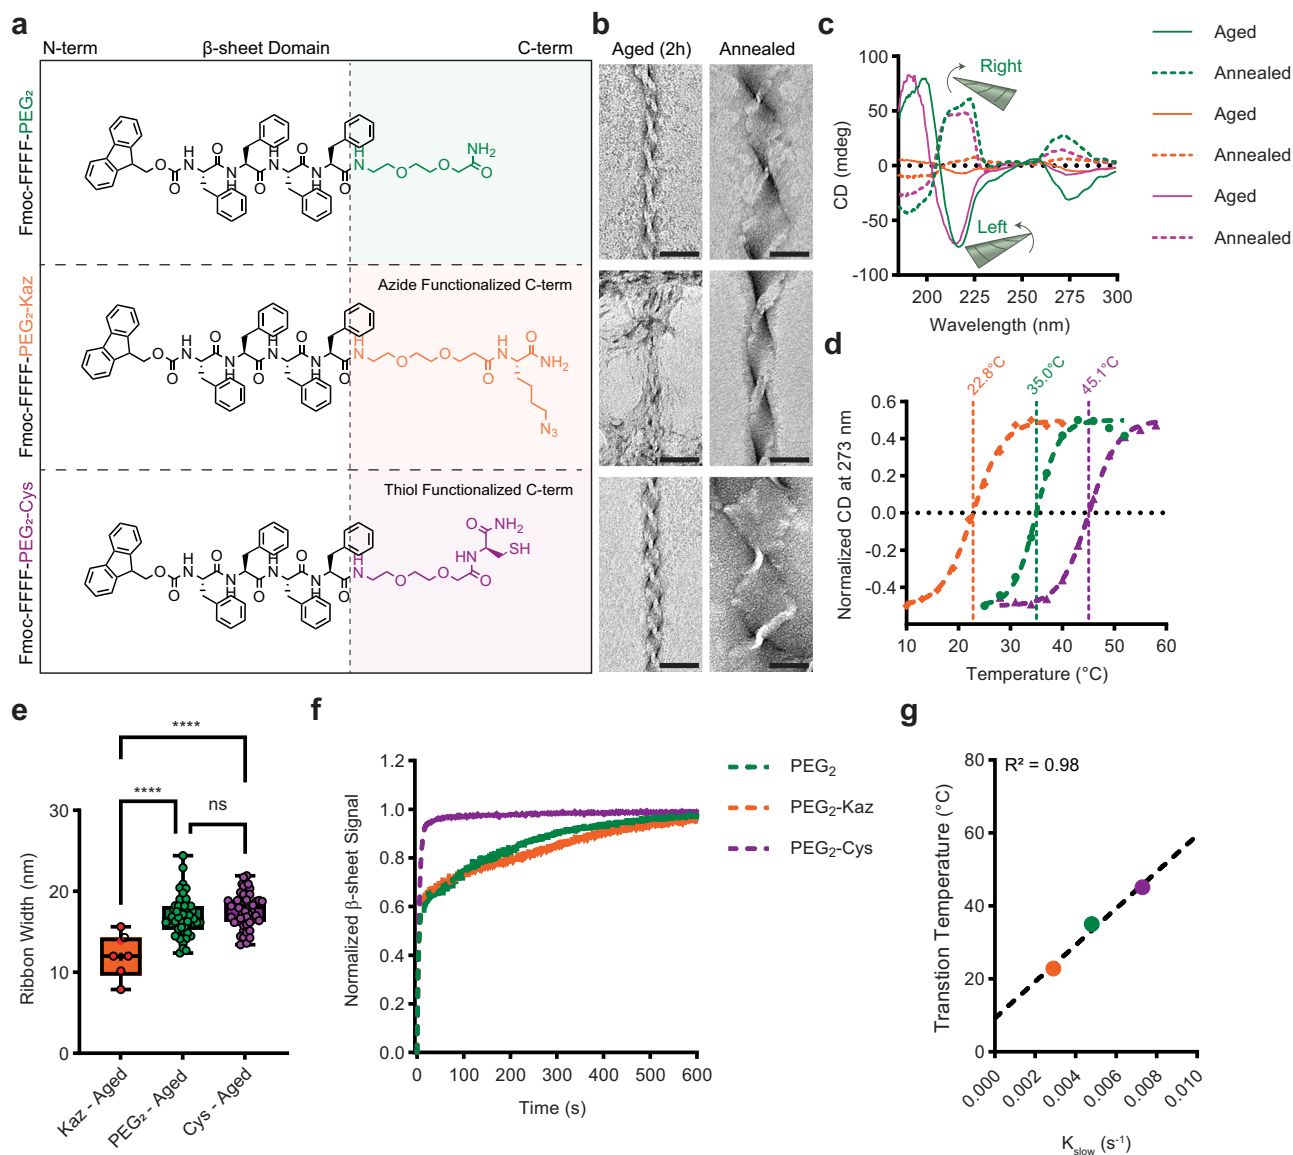 a
N-term
β-sheet Domain
C-term
Fmoc-FFFF-PEG₂
O
O
H
N
O
N
H
O
H
N
O
N
H
O
O
O
NH₂
O
Fmoc-FFFF-PEG₂-Kaz
Azide Functionalized C-term
O
O
H
N
O
N
H
O
H
N
O
N
H
O
O
O
O
H
N
O
NH₂
N₃
Fmoc-FFFF-PEG₂-Cys
Thiol Functionalized C-term
O
O
H
N
O
N
H
O
H
N
O
N
H
O
O
O
O
HN
O
NH₂
SH
b
Aged (2h)
Annealed
c
CD (mdeg)
100
50
0
-50
-100
200
225
250
275
300
Wavelength (nm)
Right
Left
Aged
Annealed
Aged
Annealed
Aged
Annealed
d
22.8°C
35.0°C
45.1°C
Normalized CD at 273 nm
0.6
0.4
0.2
0.0
-0.2
-0.4
10
20
30
40
50
60
Temperature (°C)
e
****
****
ns
Ribbon Width (nm)
30
20
10
0
Kaz - Aged
PEG₂ - Aged
Cys - Aged
f
Normalized β-sheet Signal
1.2
1.0
0.8
0.6
0.4
0.2
0.0
0
100
200
300
400
500
600
Time (s)
PEG₂
PEG₂-Kaz
PEG₂-Cys
g
R² = 0.98
Transtion Temperature (°C)
80
60
40
20
0
0.000
0.002
0.004
0.006
0.008
0.010
Kslow (s⁻¹)